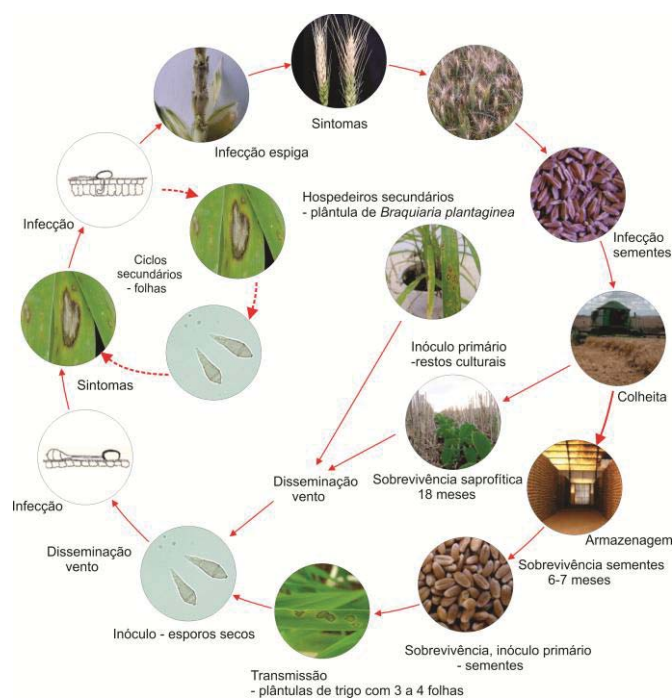 Sintomas
Infecção espiga
Infecção
sementes
Hospedeiros secundários
- plântula de Braquiaria plantaginea
Infecção
Ciclos
secundários
- folhas
Inóculo primário
-restos culturais
Colheita
Sintomas
Sobrevivência saprofítica
18 meses
Disseminação
vento
Infecção
Armazenagem
Sobrevivência sementes
6-7 meses
Disseminação
vento
Inóculo - esporos secos
Sobrevivência, inóculo primário
- sementes
Transmissão
- plântulas de trigo com 3 a 4 folhas